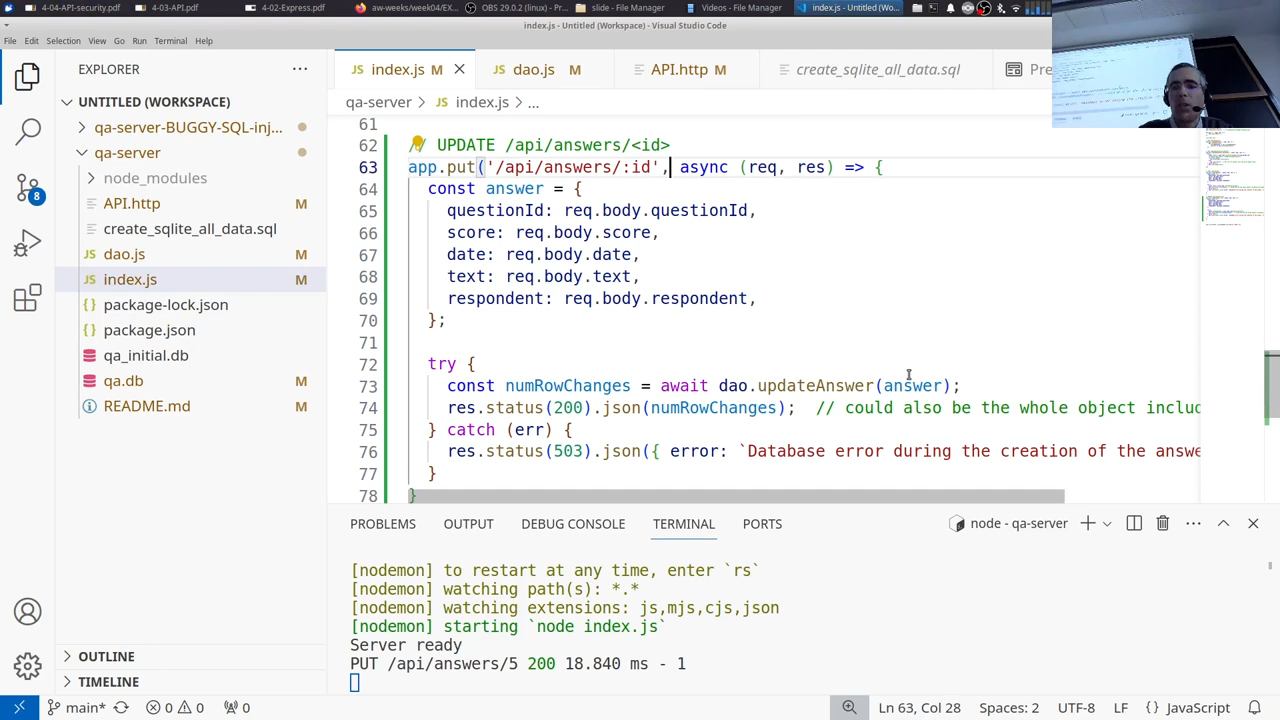 4-04-API-security.pdf
4-03-API.pdf
4-02-Express.pdf
aw-weeks/week04/EX...
OBS 29.0.2 (linux) - Pr...
slide - File Manager
Videos - File Manager
index.js - Untitled (Wo...
index.js - Untitled (Workspace) - Visual Studio Code
File Edit Selection View Go Run Terminal Help
EXPLORER
UNTITLED (WORKSPACE)
qa-server-BUGGY-SQL-inj...
qa-server
node_modules
API.http M
dao.js M
index.js M
package-lock.json
package.json
qa_initial.db
qa.db M
README.md M
OUTLINE
TIMELINE
index.js M
dao.js M
API.http M
create_sqlite_all_data.sql
Pre
qa-server > index.js > ...
61
62 // UPDATE /api/answers/<id>
63 app.put('/api/answers/:id', async (req, res) => {
64 const answer = {
65 questionId: req.body.questionId,
66 score: req.body.score,
67 date: req.body.date,
68 text: req.body.text,
69 respondent: req.body.respondent,
70 };
71
72 try {
73 const numRowChanges = await dao.updateAnswer(answer);
74 res.status(200).json(numRowChanges); // could also be the whole object inclu
75 } catch (err) {
76 res.status(503).json({ error: `Database error during the creation of the answe
77 }
78 }
PROBLEMS OUTPUT DEBUG CONSOLE TERMINAL PORTS
node - qa-server
[nodemon] to restart at any time, enter `rs`
[nodemon] watching path(s): *.*
[nodemon] watching extensions: js,mjs,cjs,json
[nodemon] starting `node index.js`
Server ready
PUT /api/answers/5 200 18.840 ms - 1
8
main* 0 0 0
Ln 63, Col 28 Spaces: 2 UTF-8 LF {} JavaScript